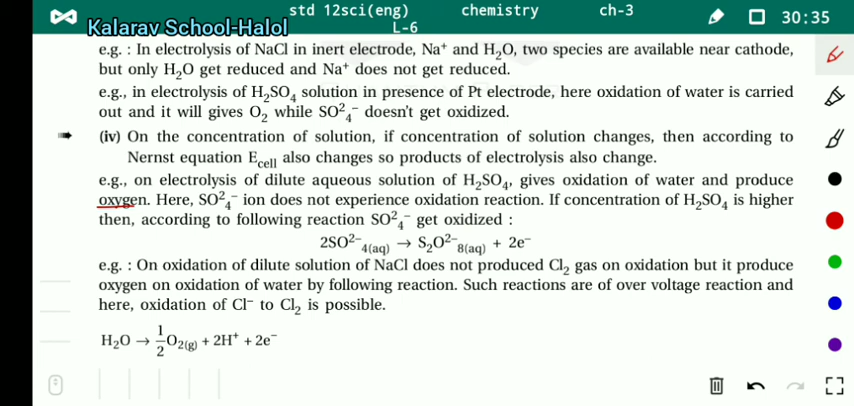 std 12sci(eng) chemistry ch-3 30:35
Kalarav School-Halol L-6
e.g. : In electrolysis of NaCl in inert electrode, Na⁺ and H₂O, two species are available near cathode,
but only H₂O get reduced and Na⁺ does not get reduced.
e.g., in electrolysis of H₂SO₄ solution in presence of Pt electrode, here oxidation of water is carried
out and it will gives O₂ while SO²₄⁻ doesn't get oxidized.
(iv) On the concentration of solution, if concentration of solution changes, then according to
Nernst equation E_cell also changes so products of electrolysis also change.
e.g., on electrolysis of dilute aqueous solution of H₂SO₄, gives oxidation of water and produce
oxygen. Here, SO²₄⁻ ion does not experience oxidation reaction. If concentration of H₂SO₄ is higher
then, according to following reaction SO²₄⁻ get oxidized :
2SO²⁻₄(aq) → S₂O²⁻₈(aq) + 2e⁻
e.g. : On oxidation of dilute solution of NaCl does not produced Cl₂ gas on oxidation but it produce
oxygen on oxidation of water by following reaction. Such reactions are of over voltage reaction and
here, oxidation of Cl⁻ to Cl₂ is possible.
H₂O → 1/2 O₂(g) + 2H⁺ + 2e⁻